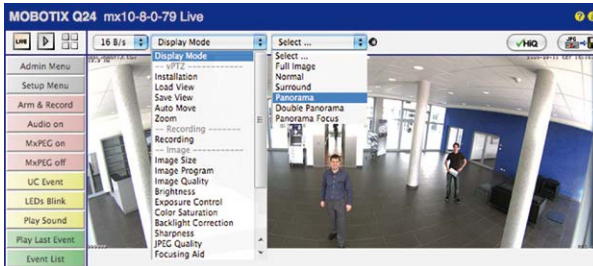 MOBOTIX Q24 mx10-8-0-79 Live
LIVE
16 B/s
Display Mode
Select ...
HiQ
JPG
Admin Menu
Setup Menu
Arm & Record
Audio on
MxPEG on
MxPEG off
UC Event
LEDs Blink
Play Sound
Play Last Event
Event List
Display Mode
-- vPTZ --------
Installation
Load View
Save View
Auto Move
Zoom
-- Recording -------
Recording
-- Image --------
Image Size
Image Program
Image Quality
Brightness
Exposure Control
Color Saturation
Backlight Correction
Sharpness
JPEG Quality
Focusing Aid
Select ...
Full Image
Normal
Surround
Panorama
Double Panorama
Panorama Focus